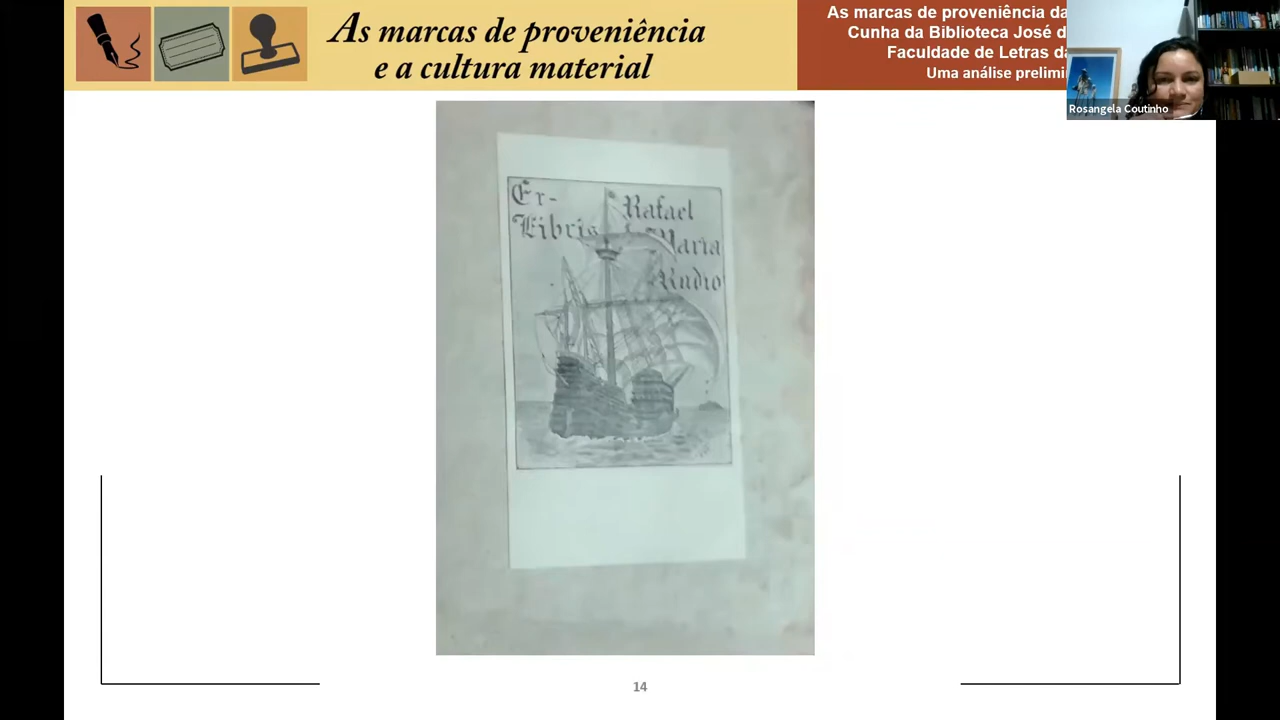 As marcas de proveniência
e a cultura material
As marcas de proveniência da
Cunha da Biblioteca José d
Faculdade de Letras da
Uma análise prelimi
Rosangela Coutinho
Ex-
Libris
Rafael
Maria
Rudio
14